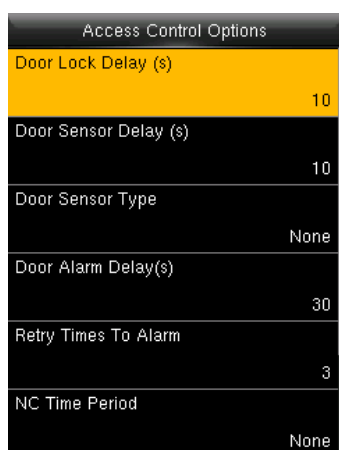 Access Control Options
Door Lock Delay (s)
10
Door Sensor Delay (s)
10
Door Sensor Type
None
Door Alarm Delay(s)
30
Retry Times To Alarm
3
NC Time Period
None